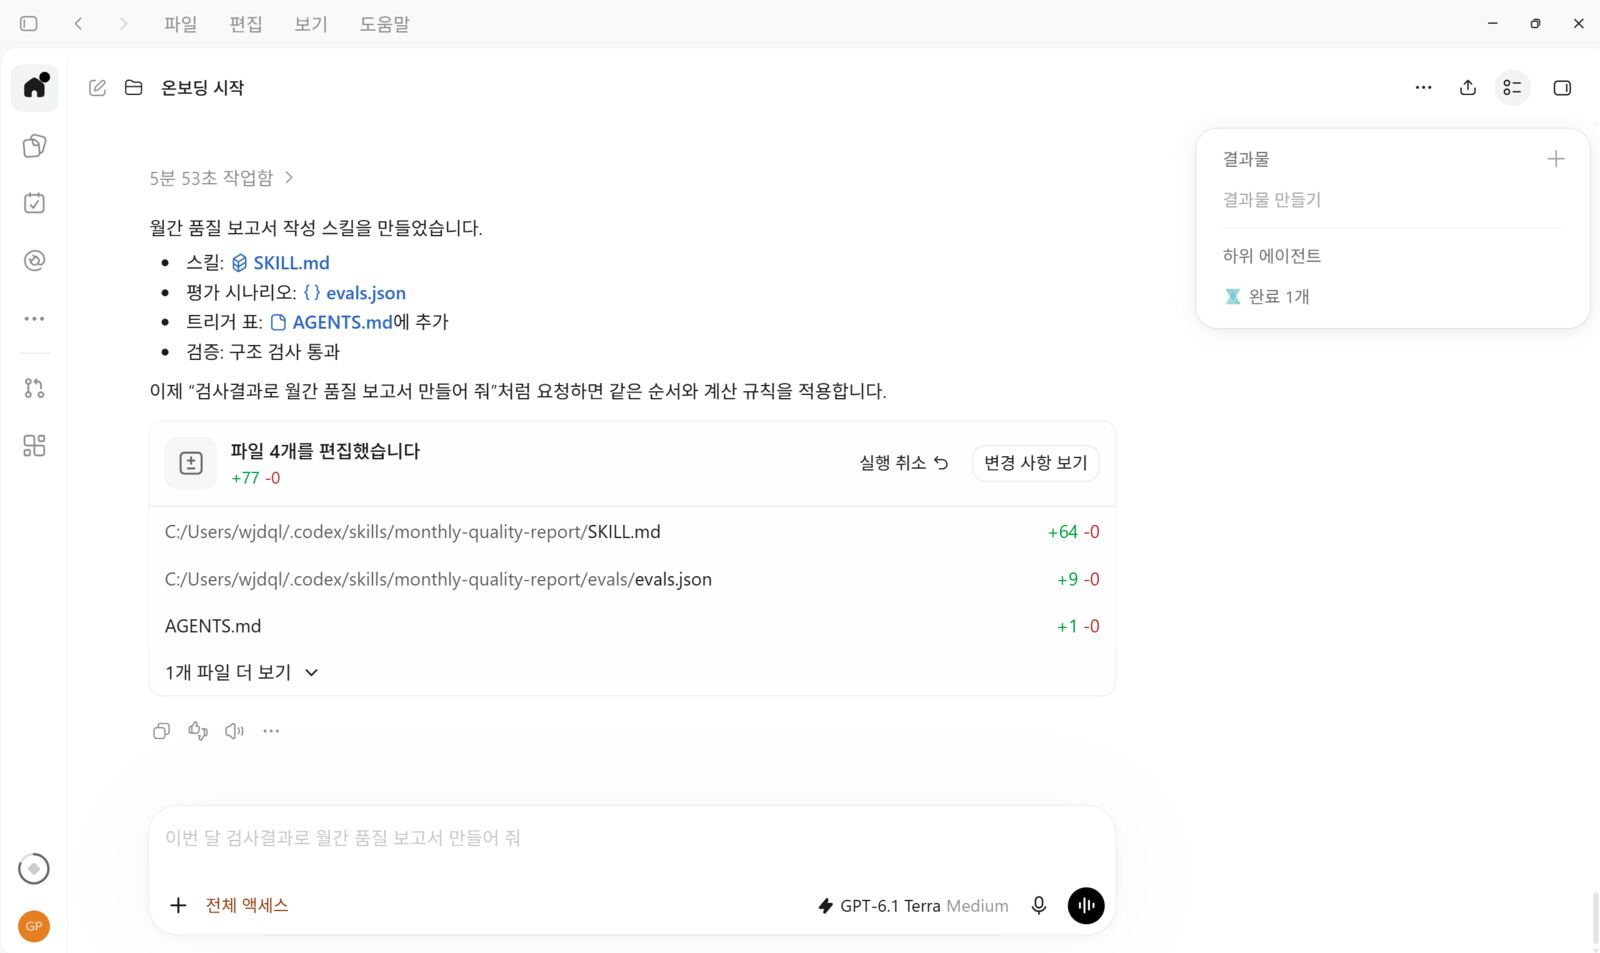 파일 편집 보기 도움말
온보딩 시작
5분 53초 작업함
월간 품질 보고서 작성 스킬을 만들었습니다.
• 스킬: SKILL.md
• 평가 시나리오: {} evals.json
• 트리거 표: AGENTS.md에 추가
• 검증: 구조 검사 통과
이제 “검사결과로 월간 품질 보고서 만들어 줘”처럼 요청하면 같은 순서와 계산 규칙을 적용합니다.
파일 4개를 편집했습니다
+77 -0
실행 취소 변경 사항 보기
C:/Users/wjdql/.codex/skills/monthly-quality-report/SKILL.md +64 -0
C:/Users/wjdql/.codex/skills/monthly-quality-report/evals/evals.json +9 -0
AGENTS.md +1 -0
1개 파일 더 보기
이번 달 검사결과로 월간 품질 보고서 만들어 줘
전체 액세스 GPT-6.1 Terra Medium
결과물
결과물 만들기
하위 에이전트
완료 1개
GP